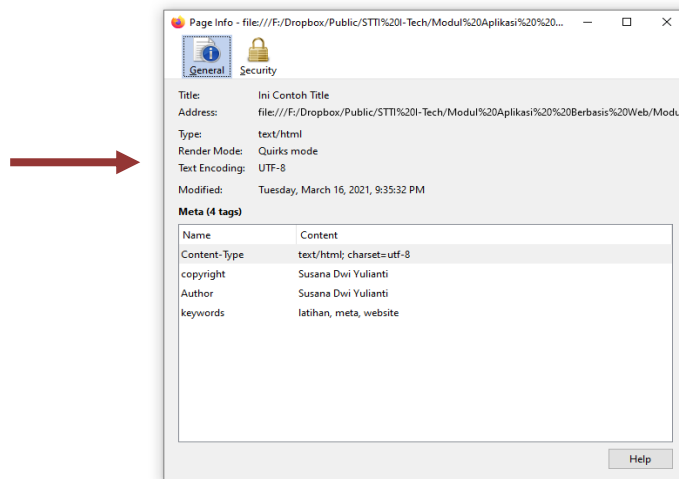 Page Info - file:///F:/Dropbox/Public/STTI%20I-Tech/Modul%20Aplikasi%20%20...
General Security
Title: Ini Contoh Title
Address: file:///F:/Dropbox/Public/STTI%20I-Tech/Modul%20Aplikasi%20%20Berbasis%20Web/Modu
Type: text/html
Render Mode: Quirks mode
Text Encoding: UTF-8
Modified: Tuesday, March 16, 2021, 9:35:32 PM
Meta (4 tags)
Name Content
Content-Type text/html; charset=utf-8
copyright Susana Dwi Yulianti
Author Susana Dwi Yulianti
keywords latihan, meta, website
Help